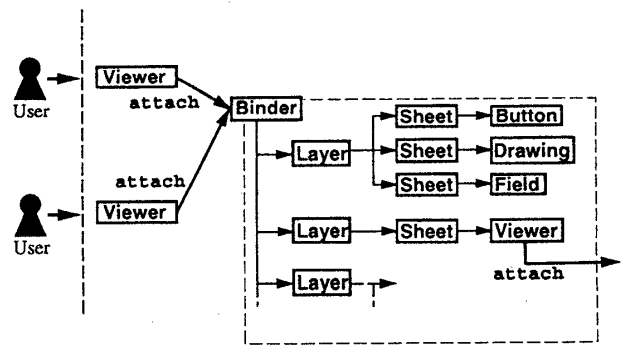 Viewer
attach
User
Binder
Sheet
Button
Layer
Sheet
Drawing
attach
Sheet
Field
Viewer
User
Layer
Sheet
Viewer
attach
Layer